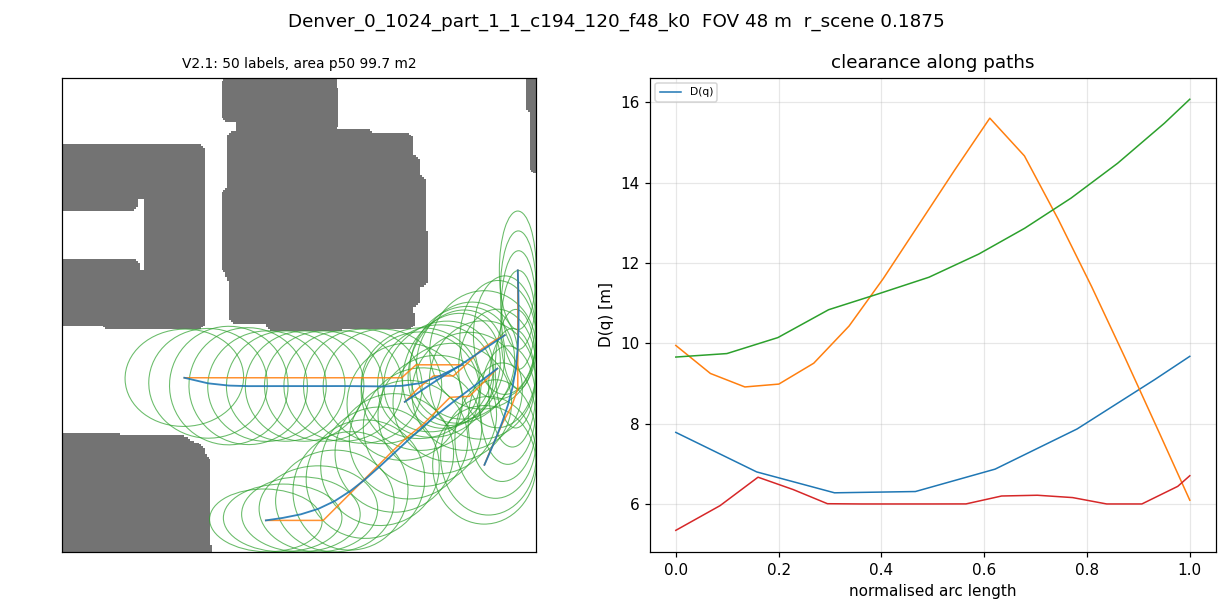 Denver_0_1024_part_1_1_c194_120_f48_k0  FOV 48 m  r_scene 0.1875
V2.1: 50 labels, area p50 99.7 m2
clearance along paths
D(q)
16
14
12
10
8
6
D(q) [m]
0.0 0.2 0.4 0.6 0.8 1.0
normalised arc length